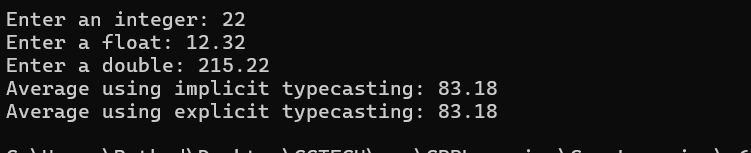 Enter an integer: 22
Enter a float: 12.32
Enter a double: 215.22
Average using implicit typecasting: 83.18
Average using explicit typecasting: 83.18